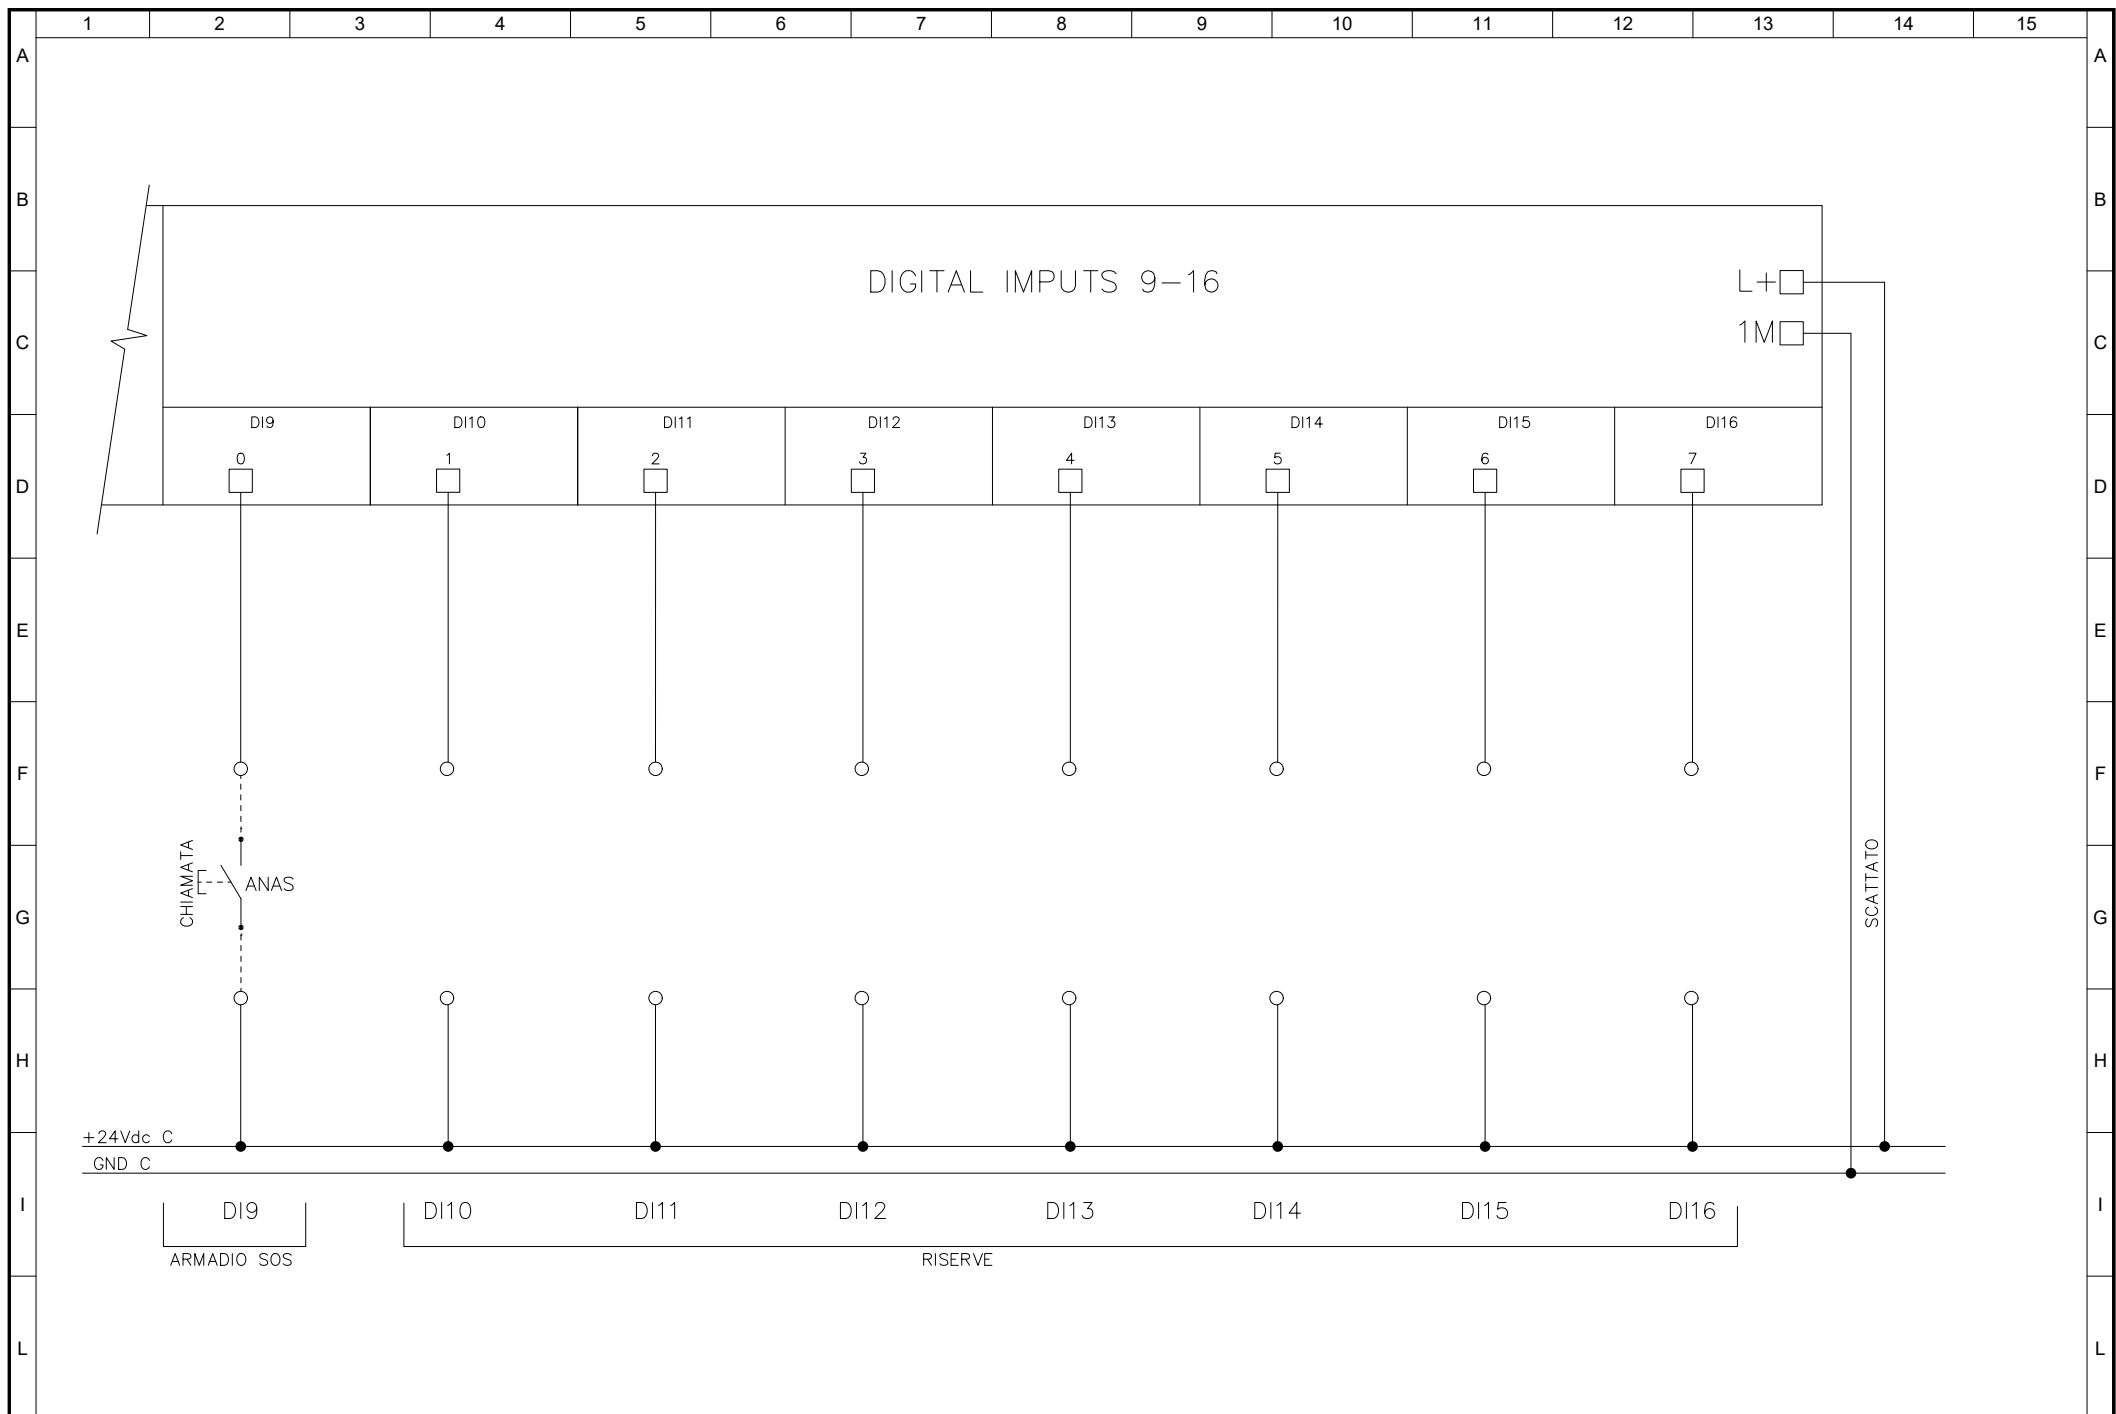 1 2 3 4 5 6 7 8 9 10 11 12 13 14 15
A A
B B
DIGITAL IMPUTS 9-16 L+
1M
C C
DI9 DI10 DI11 DI12 DI13 DI14 DI15 DI16
0 1 2 3 4 5 6 7
D D
E E
F F
CHIAMATA
ANAS
SCATTATO
G G
H H
+24Vdc C
GND C
I I
DI9 DI10 DI11 DI12 DI13 DI14 DI15 DI16
ARMADIO SOS RISERVE
L L